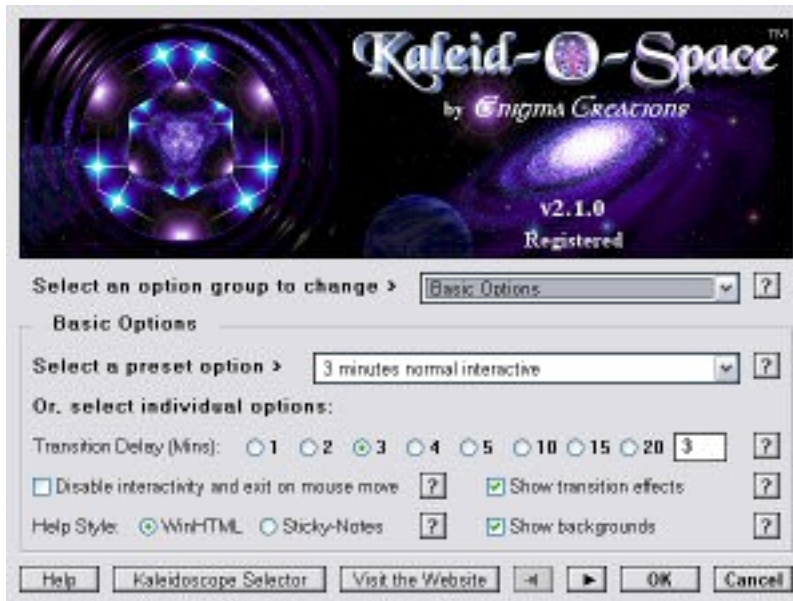 Kaleid-O-Space™
by Enigma Creations
v2.1.0
Registered
Select an option group to change > Basic Options ?
Basic Options
Select a preset option > 3 minutes normal interactive ?
Or, select individual options:
Transition Delay (Mins): 1 2 3 4 5 10 15 20 3 ?
Disable interactivity and exit on mouse move ? Show transition effects ?
Help Style: WinHTML Sticky-Notes ? Show backgrounds ?
Help Kaleidoscope Selector Visit the Website OK Cancel